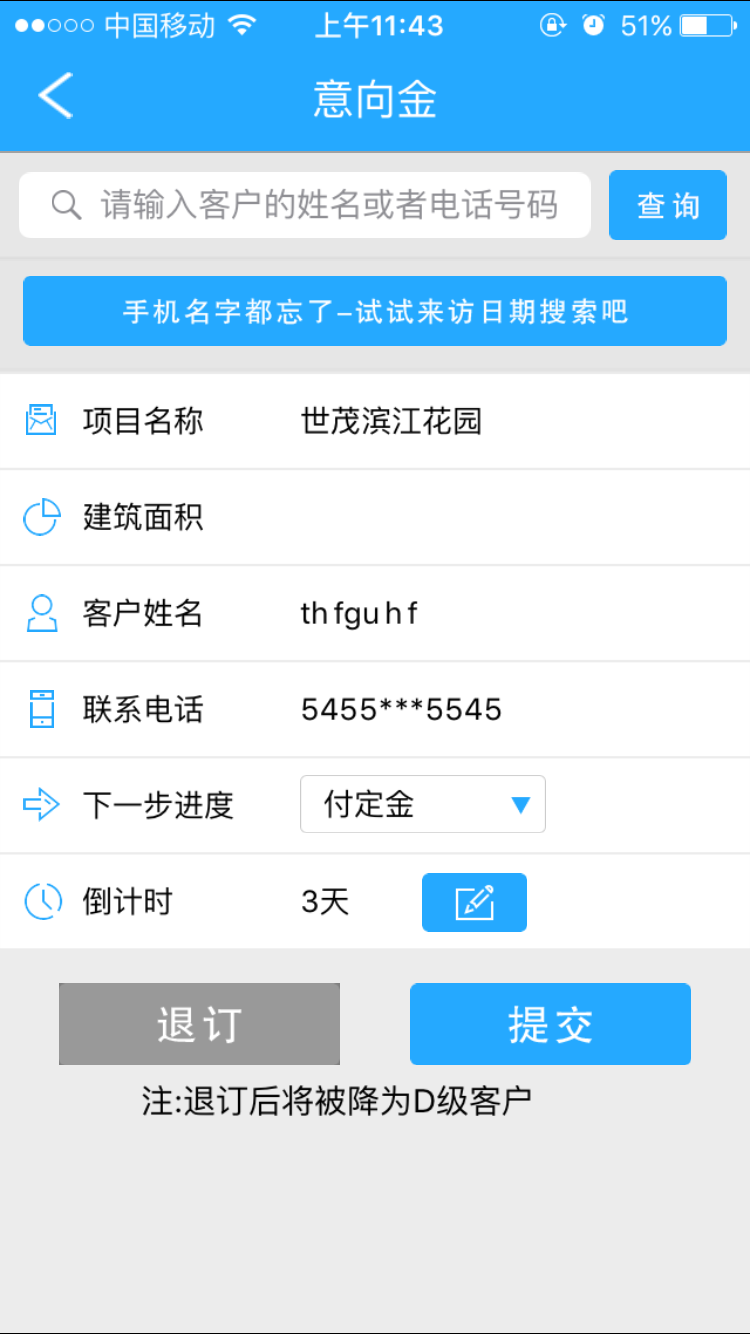 中国移动 上午11:43 51%
意向金
请输入客户的姓名或者电话号码 查询
手机名字都忘了–试试来访日期搜索吧
项目名称 世茂滨江花园
建筑面积
客户姓名 thfguhf
联系电话 5455***5545
下一步进度 付定金
倒计时 3天
退订 提交
注:退订后将被降为D级客户